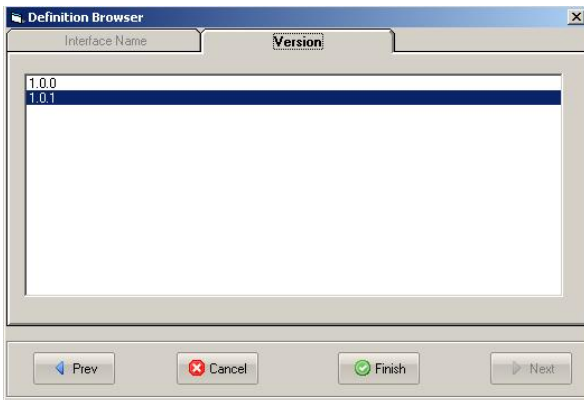 Definition Browser
Interface Name Version
1.0.0
1.0.1
Prev Cancel Finish Next